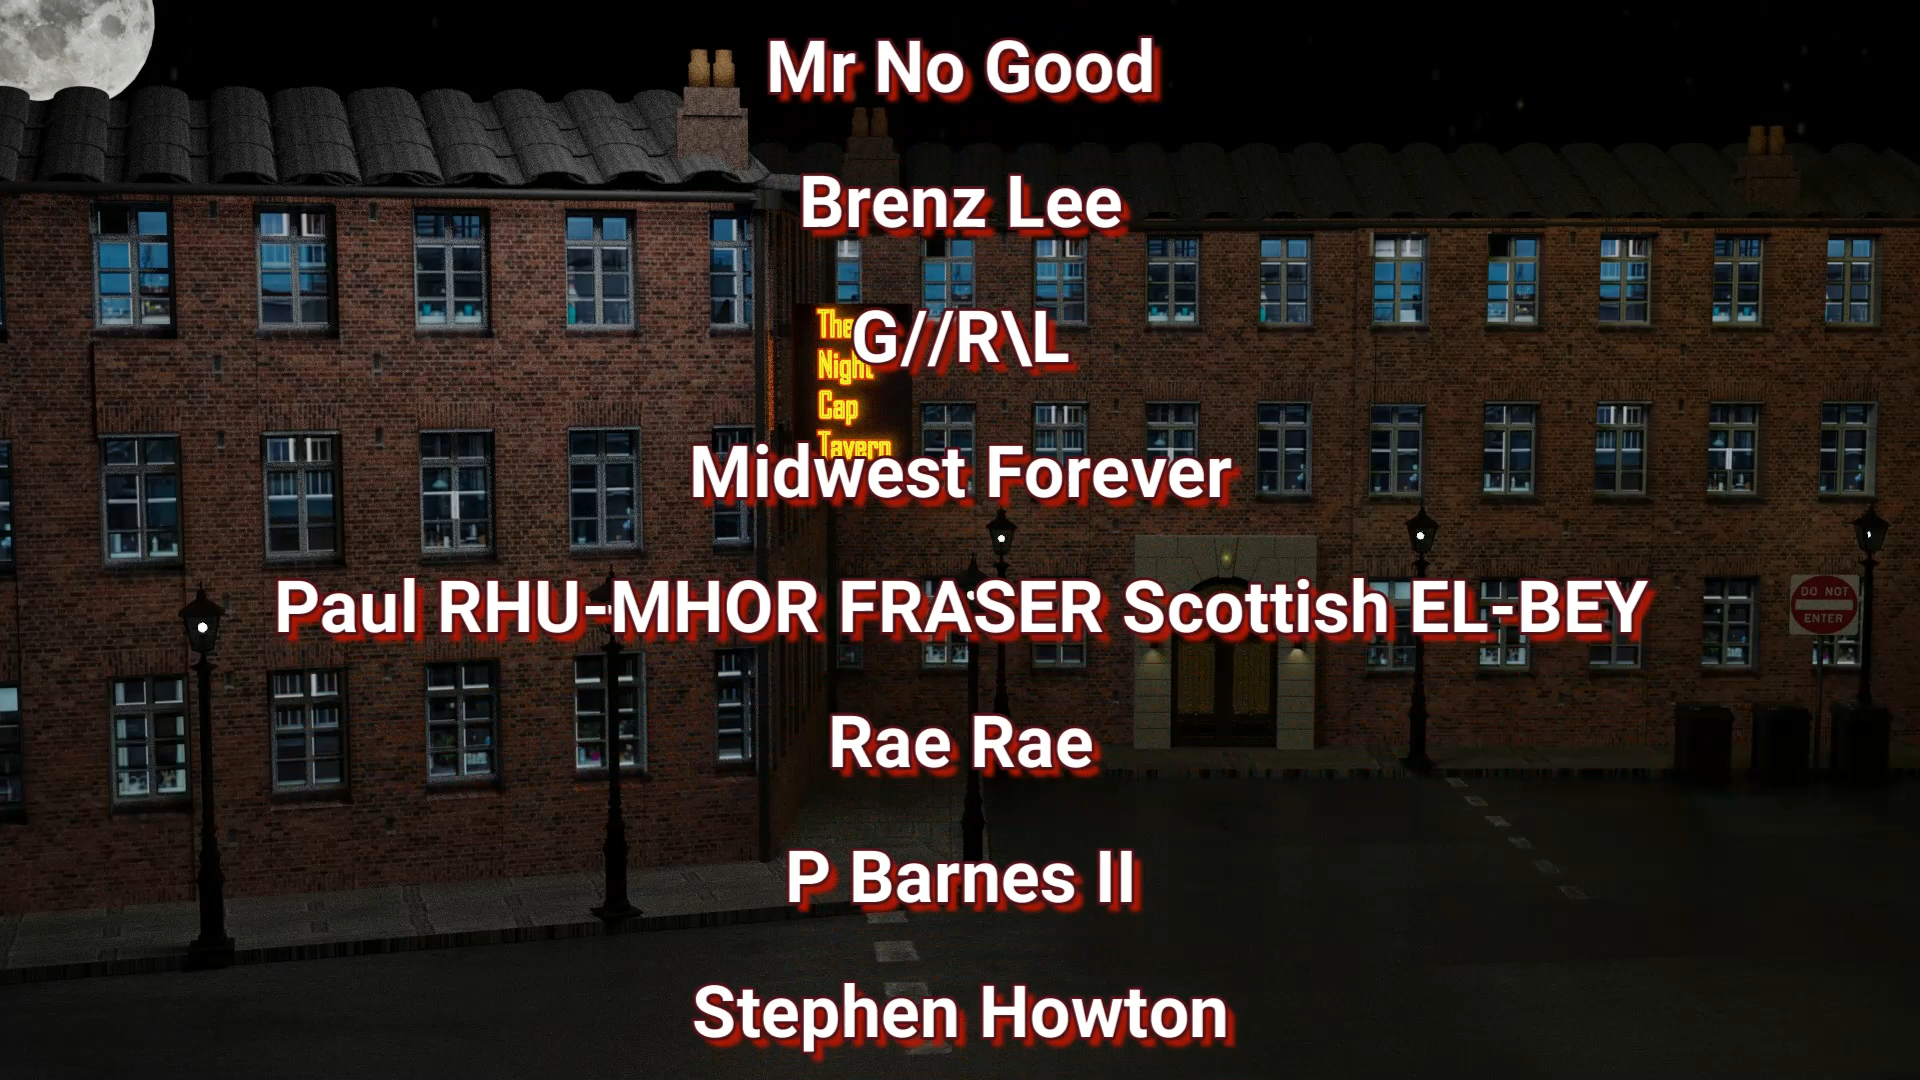 Mr No Good
Brenz Lee
The
Night
Cap
Tavern
G//R\L
Midwest Forever
Paul RHU-MHOR FRASER Scottish EL-BEY
DO NOT
ENTER
Rae Rae
P Barnes II
Stephen Howton